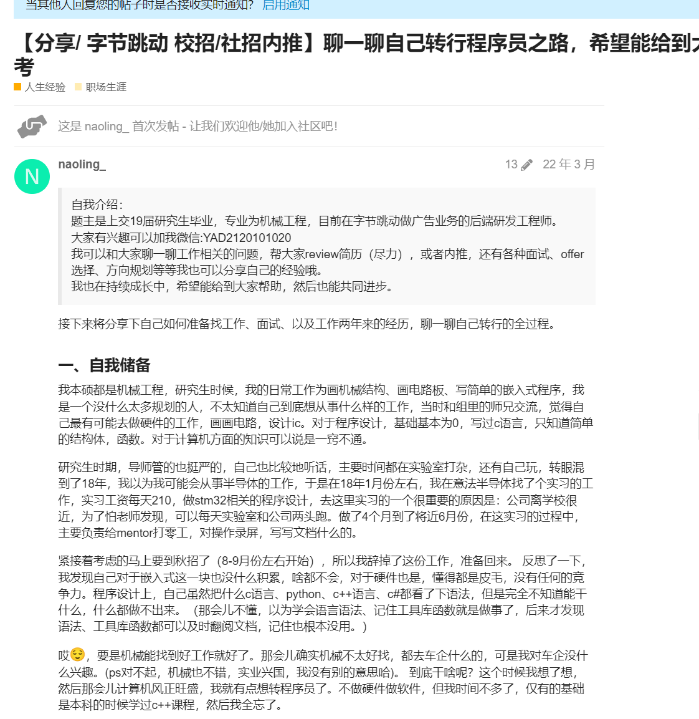 当其他人回复您的帖子时是否接收实时通知? 启用通知
【分享/ 字节跳动 校招/社招内推】聊一聊自己转行程序员之路，希望能给到
考
人生经验 职场生涯
这是 naoling_ 首次发帖 - 让我们欢迎他/她加入社区吧!
N
naoling_ 13 22 年 3 月
自我介绍：
题主是上交19届研究生毕业，专业为机械工程，目前在字节跳动做广告业务的后端研发工程师。
大家有兴趣可以加我微信:YAD2120101020
我可以和大家聊一聊工作相关的问题，帮大家review简历（尽力），或者内推，还有各种面试、offer
选择、方向规划等等我也可以分享自己的经验哦。
我也在持续成长中，希望能给到大家帮助，然后也能共同进步。
接下来将分享下自己如何准备找工作、面试、以及工作两年来的经历，聊一聊自己转行的全过程。
一、自我储备
我本硕都是机械工程，研究生时候，我的日常工作为画机械结构、画电路板、写简单的嵌入式程序，我
是一个没什么太多规划的人，不太知道自己到底想从事什么样的工作，当时和组里的师兄交流，觉得自
己最有可能去做硬件的工作，画画电路，设计ic。对于程序设计，基础基本为0，写过c语言，只知道简单
的结构体，函数。对于计算机方面的知识可以说是一窍不通。
研究生时期，导师管的也挺严的，自己也比较地听话，主要时间都在实验室打杂，还有自己玩，转眼混
到了18年，我以为我可能会从事半导体的工作，于是在18年1月份左右，我在意法半导体找了个实习的工
作，实习工资每天210，做stm32相关的程序设计，去这里实习的一个很重要的原因是：公司离学校很
近，为了怕老师发现，可以每天实验室和公司两头跑。做了4个月到了将近6月份，在这实习的过程中，
主要负责给mentor打零工，对操作录屏，写写文档什么的。
紧接着考虑的马上要到秋招了（8-9月份左右开始），所以我辞掉了这份工作，准备回来。 反思了一下，
我发现自己对于嵌入式这一块也没什么积累，啥都不会，对于硬件也是，懂得都是皮毛，没有任何的竞
争力。程序设计上，自己虽然把什么c语言、python、c++语言、c#都看了下语法，但是完全不知道能干
什么，什么都做不出来。（那会儿不懂，以为学会语言语法、记住工具库函数就是做事了，后来才发现
语法、工具库函数都可以及时翻阅文档，记住也根本没用。)
哎😌，要是机械能找到好工作就好了。那会儿确实机械不太好找，都去车企什么的，可是我对车企没什
么兴趣。(ps对不起，机械也不错，实业兴国，我没有别的意思哈)。 到底干啥呢？这个时候我想了想，
然后那会儿计算机风正旺盛，我就有点想转程序员了。不做硬件做软件，但我时间不多了，仅有的基础
是本科的时候学过c++课程，然后我全忘了。